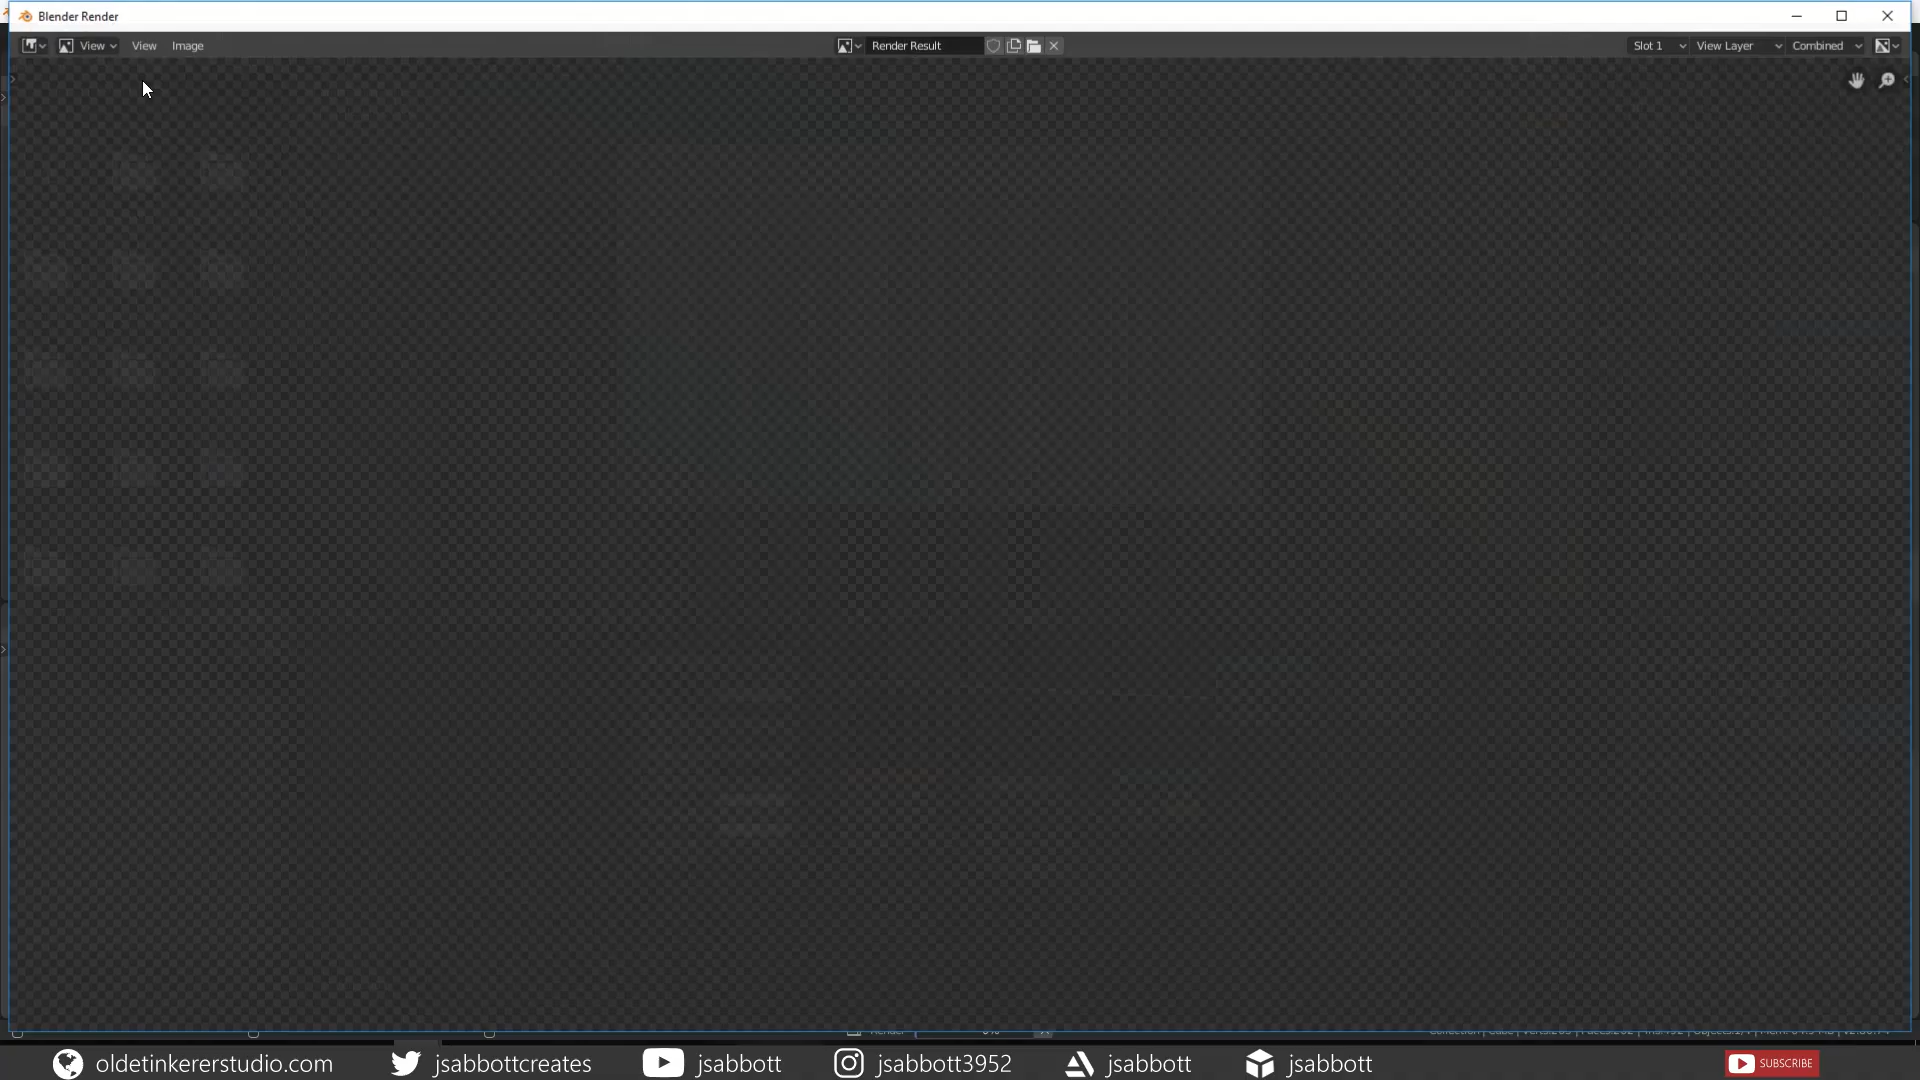 Blender Render
View View Image Render Result Slot 1 View Layer Combined
oldetinkererstudio.com jsabbottcreates jsabbott jsabbott3952 jsabbott jsabbott SUBSCRIBE